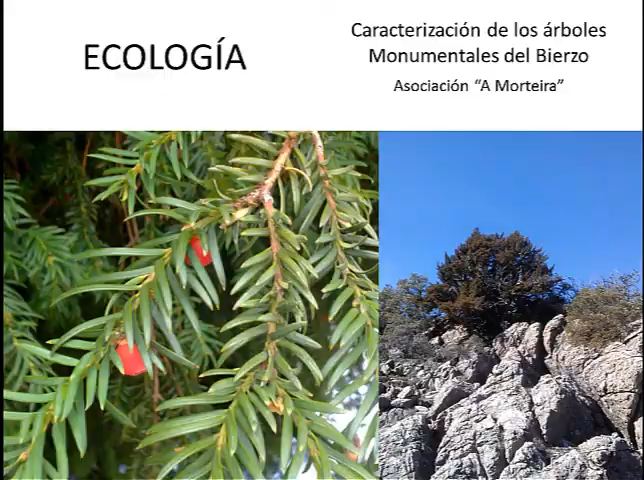 ECOLOGÍA
Caracterización de los árboles
Monumentales del Bierzo
Asociación “A Morteira”